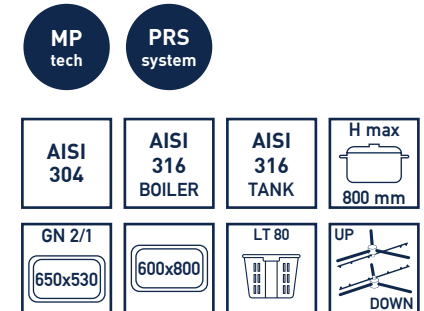 MP
tech
PRS
system
AISI
304
AISI
316
BOILER
AISI
316
TANK
H max
800 mm
GN 2/1
650x530
600x800
LT 80
UP
DOWN